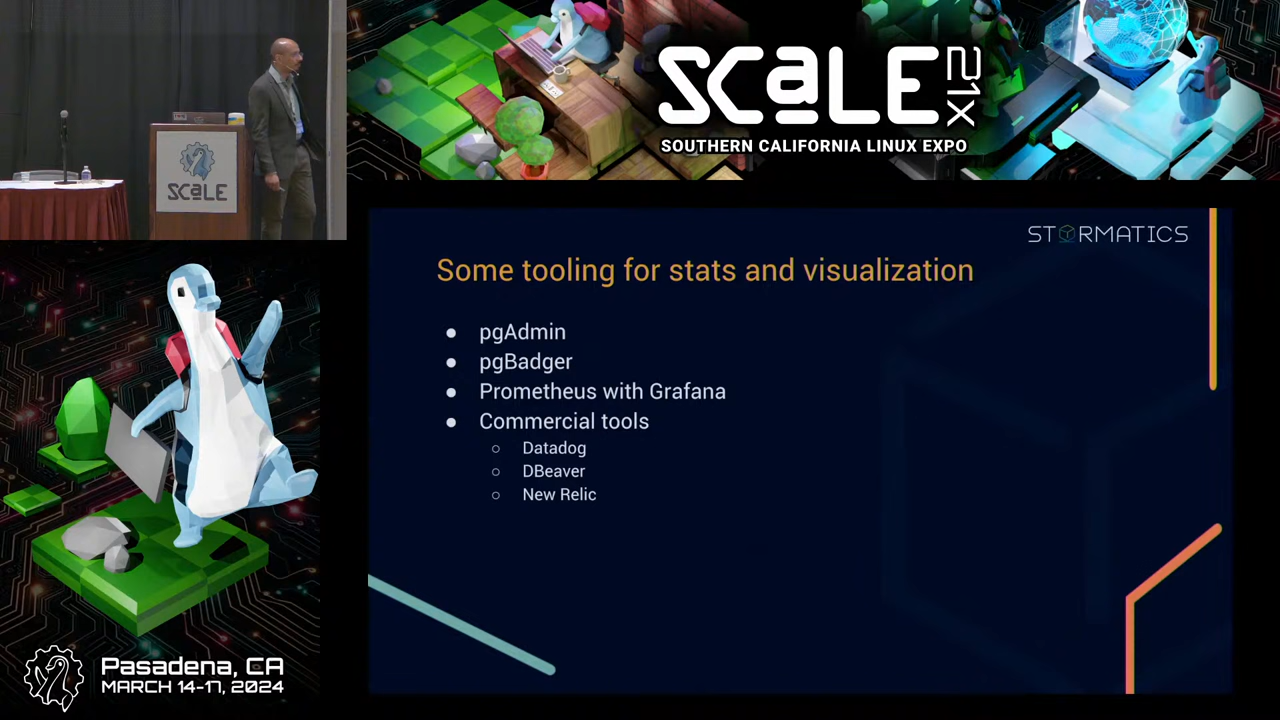 SCaLE 21x
SOUTHERN CALIFORNIA LINUX EXPO
SCaLE
STORMATICS
Some tooling for stats and visualization
● pgAdmin
● pgBadger
● Prometheus with Grafana
● Commercial tools
○ Datadog
○ DBeaver
○ New Relic
Pasadena, CA
MARCH 14-17, 2024